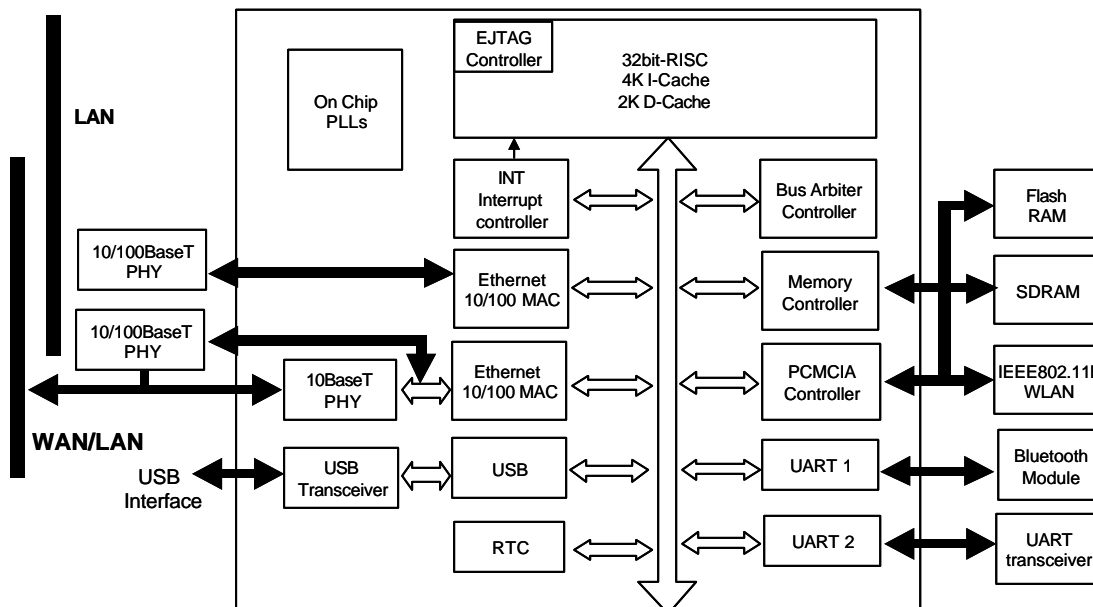 EJTAG
Controller
32bit-RISC
4K I-Cache
2K D-Cache
On Chip
PLLs
LAN
INT
Interrupt
controller
Bus Arbiter
Controller
Flash
RAM
10/100BaseT
PHY
Ethernet
10/100 MAC
Memory
Controller
SDRAM
10/100BaseT
PHY
10BaseT
PHY
Ethernet
10/100 MAC
PCMCIA
Controller
WLAN
WAN/LAN
USB
Interface
USB
Transceiver
USB
UART 1
Bluetooth
Module
RTC
UART 2
UART
transceiver